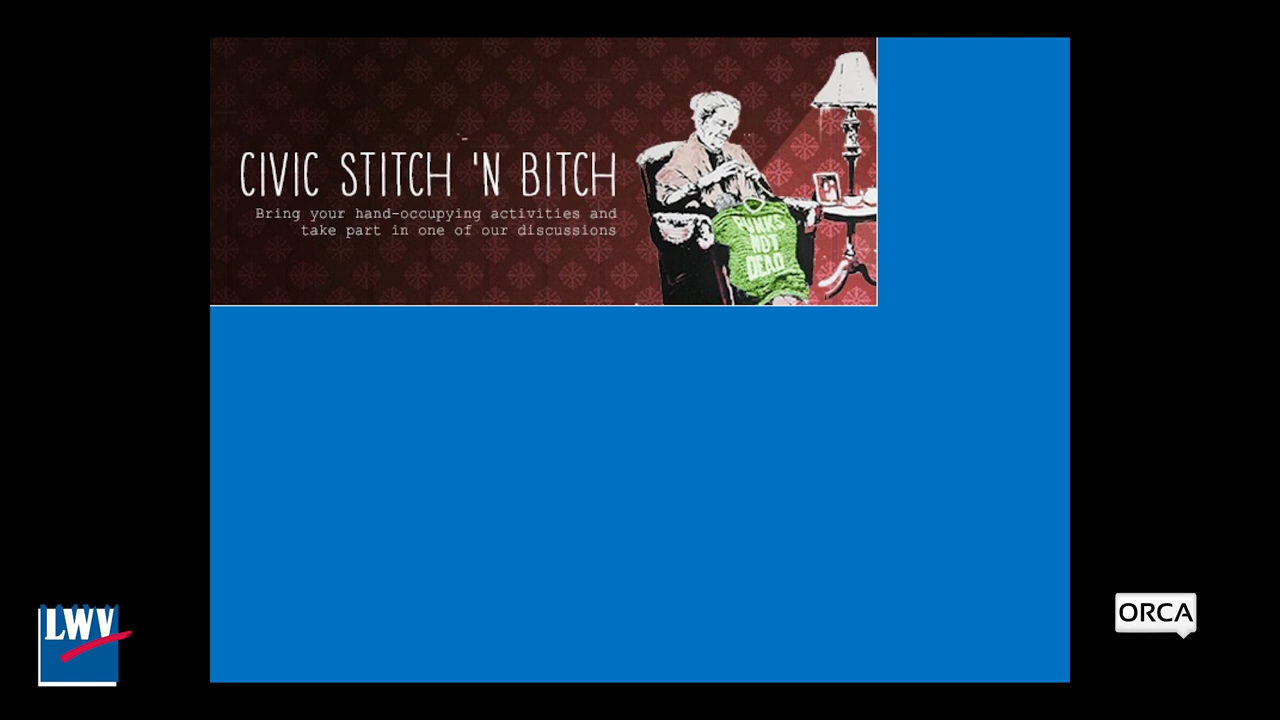 CIVIC STITCH 'N BITCH
Bring your hand-occupying activities and
take part in one of our discussions
PUNKS
NOT
DEAD
LWV
ORCA